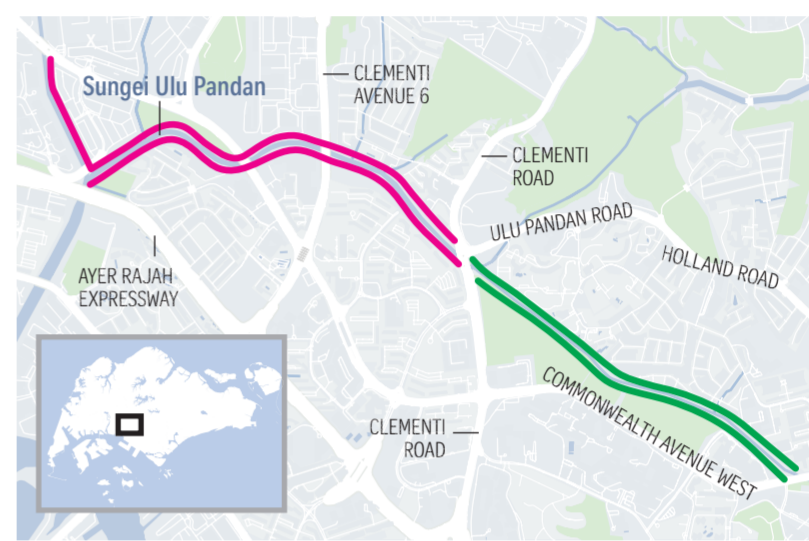 Sungei Ulu Pandan
CLEMENTI
AVENUE 6
CLEMENTI
ROAD
ULU PANDAN ROAD
HOLLAND ROAD
AYER RAJAH
EXPRESSWAY
COMMONWEALTH AVENUE WEST
CLEMENTI
ROAD